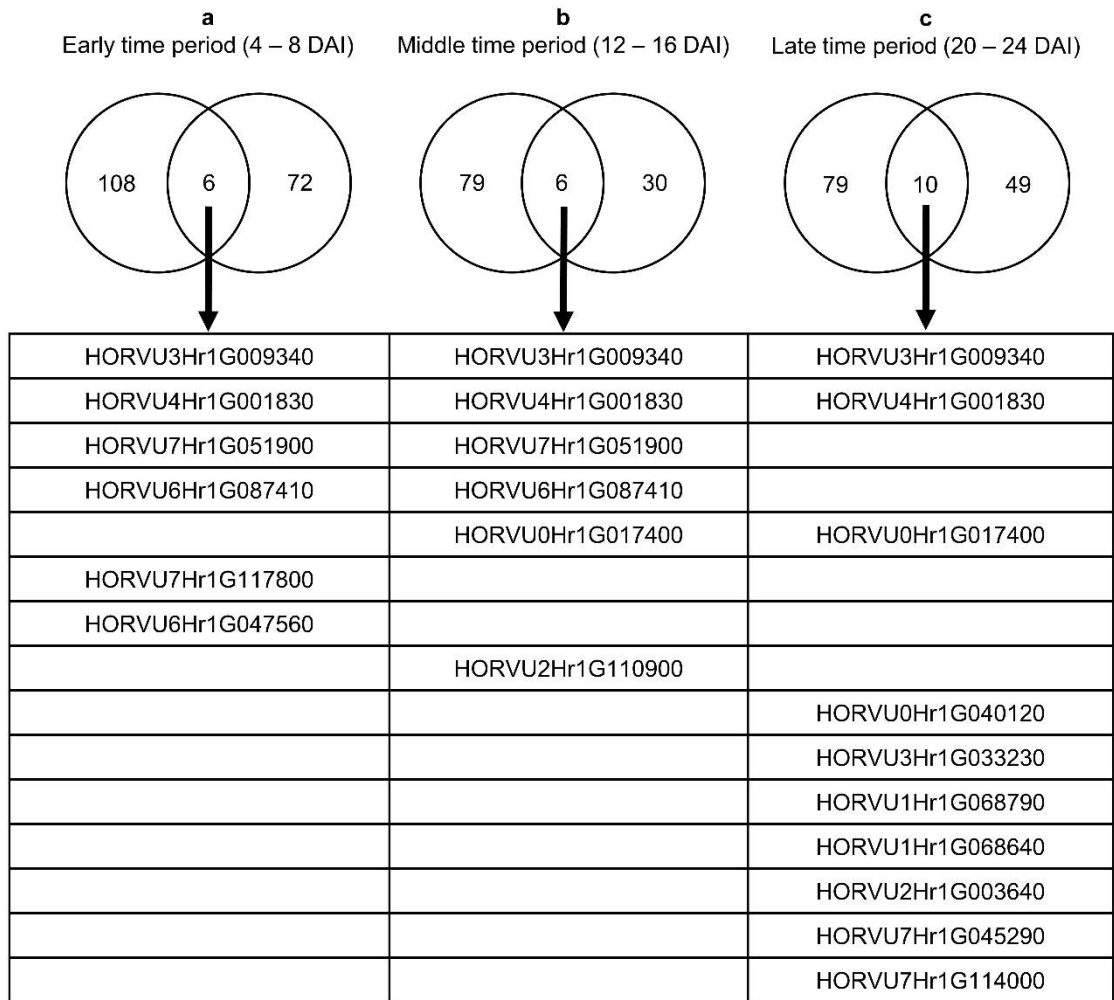 a b c
Early time period (4 – 8 DAI) Middle time period (12 – 16 DAI) Late time period (20 – 24 DAI)
108 6 72 79 6 30 79 10 49
HORVU3Hr1G009340 HORVU3Hr1G009340 HORVU3Hr1G009340
HORVU4Hr1G001830 HORVU4Hr1G001830 HORVU4Hr1G001830
HORVU7Hr1G051900 HORVU7Hr1G051900
HORVU6Hr1G087410 HORVU6Hr1G087410
HORVU0Hr1G017400 HORVU0Hr1G017400
HORVU7Hr1G117800
HORVU6Hr1G047560
HORVU2Hr1G110900
HORVU0Hr1G040120
HORVU3Hr1G033230
HORVU1Hr1G068790
HORVU1Hr1G068640
HORVU2Hr1G003640
HORVU7Hr1G045290
HORVU7Hr1G114000